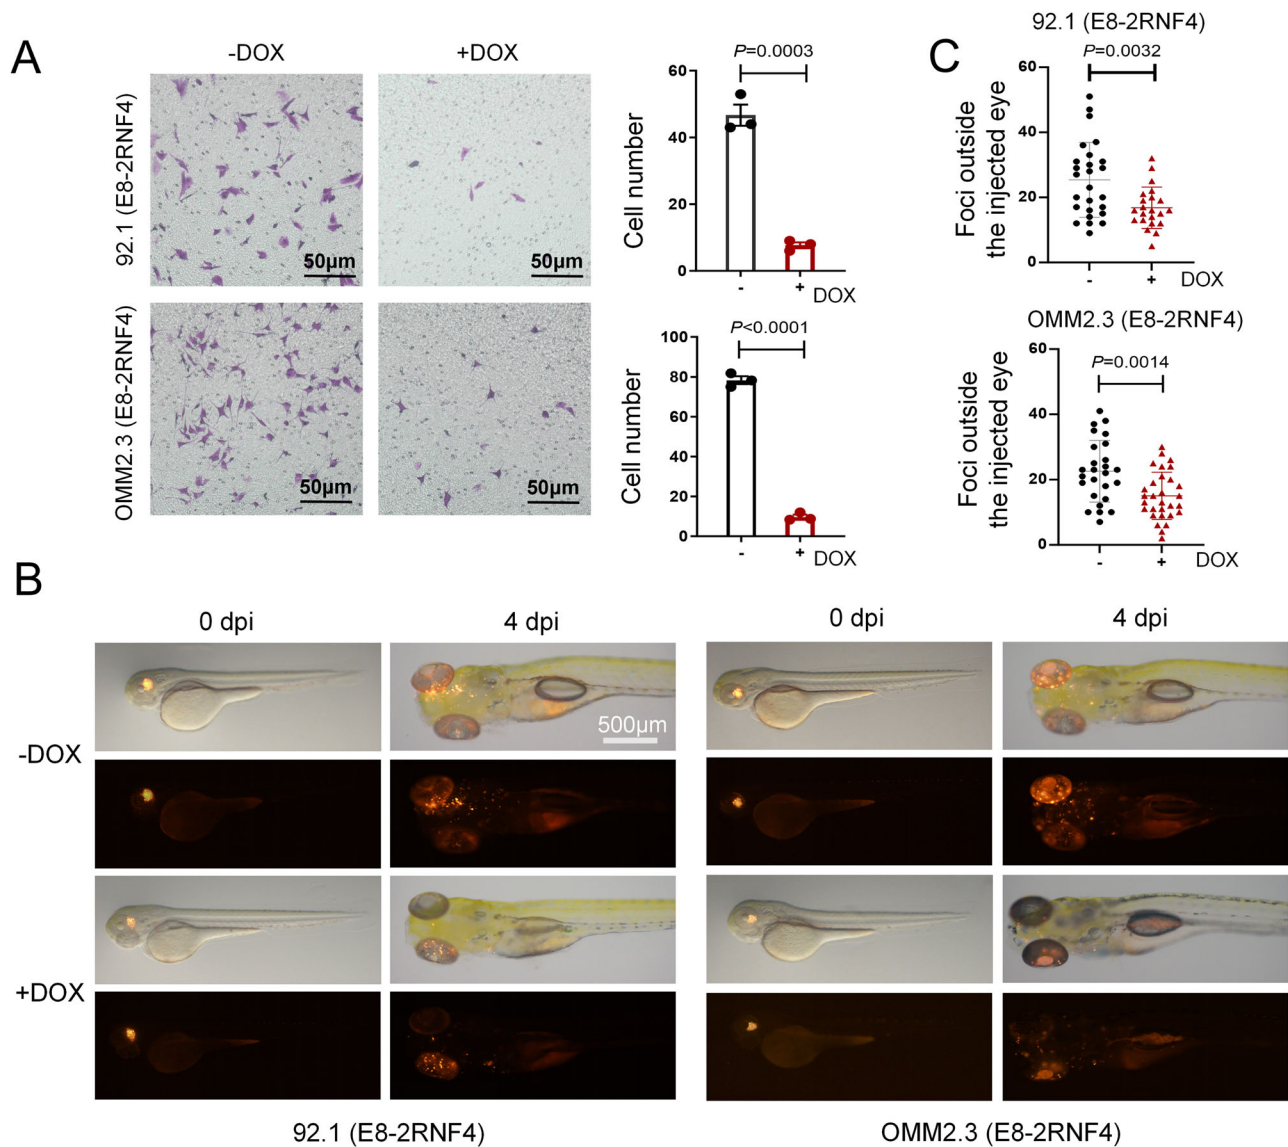 A
-DOX
+DOX
92.1 (E8-2RNF4)
50μm
50μm
OMM2.3 (E8-2RNF4)
50μm
50μm
P=0.0003
Cell number
60
40
20
0
-
+
DOX
P<0.0001
Cell number
100
80
60
40
20
0
-
+
DOX
C
92.1 (E8-2RNF4)
P=0.0032
Foci outside
the injected eye
60
40
20
0
-
+
DOX
OMM2.3 (E8-2RNF4)
P=0.0014
Foci outside
the injected eye
60
40
20
0
-
+
DOX
B
0 dpi
4 dpi
0 dpi
4 dpi
500μm
-DOX
+DOX
92.1 (E8-2RNF4)
OMM2.3 (E8-2RNF4)